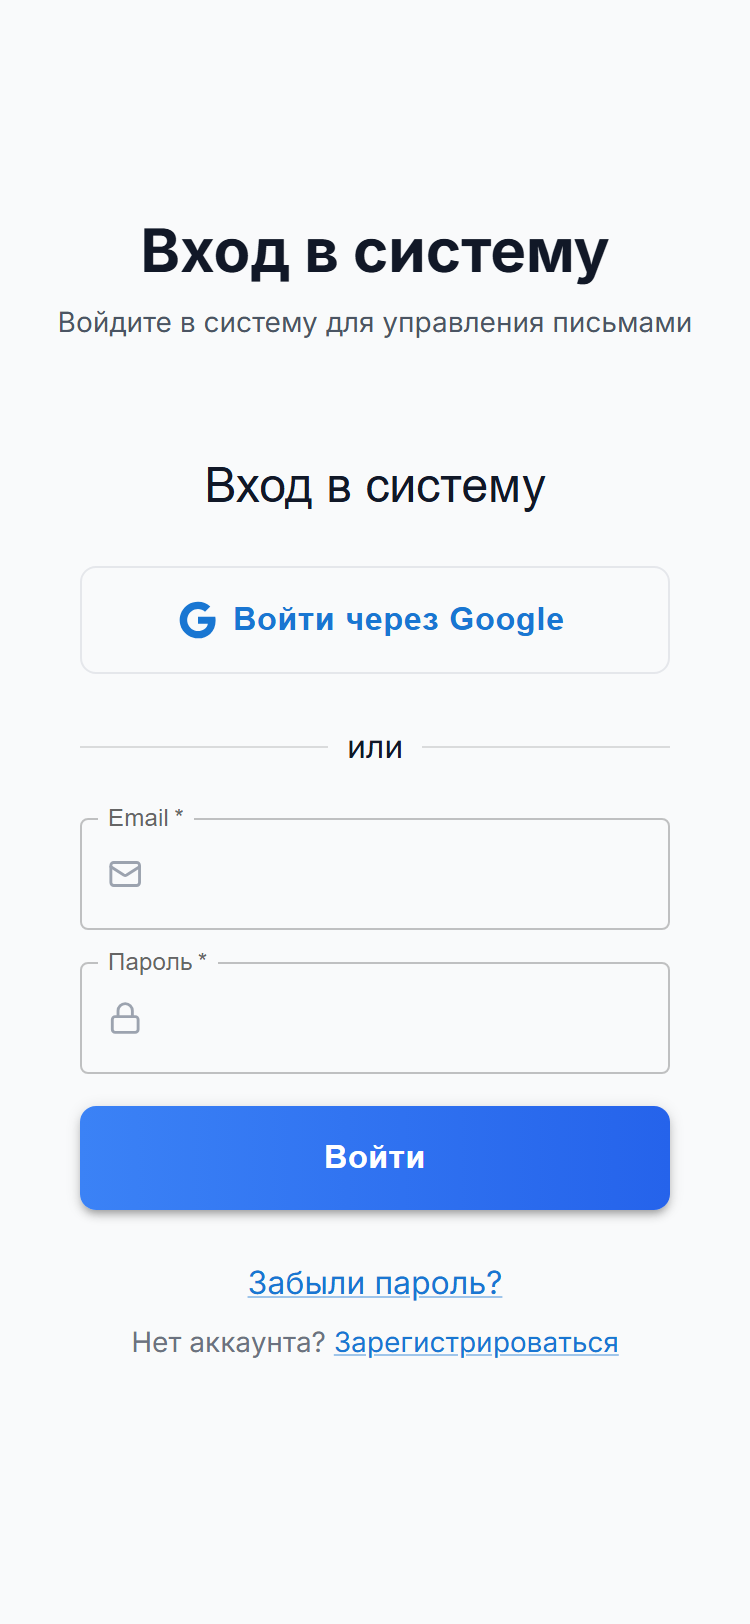 Вход в систему
Войдите в систему для управления письмами
Вход в систему
Войти через Google
или
Email *
Пароль *
Войти
Забыли пароль?
Нет аккаунта? Зарегистрироваться